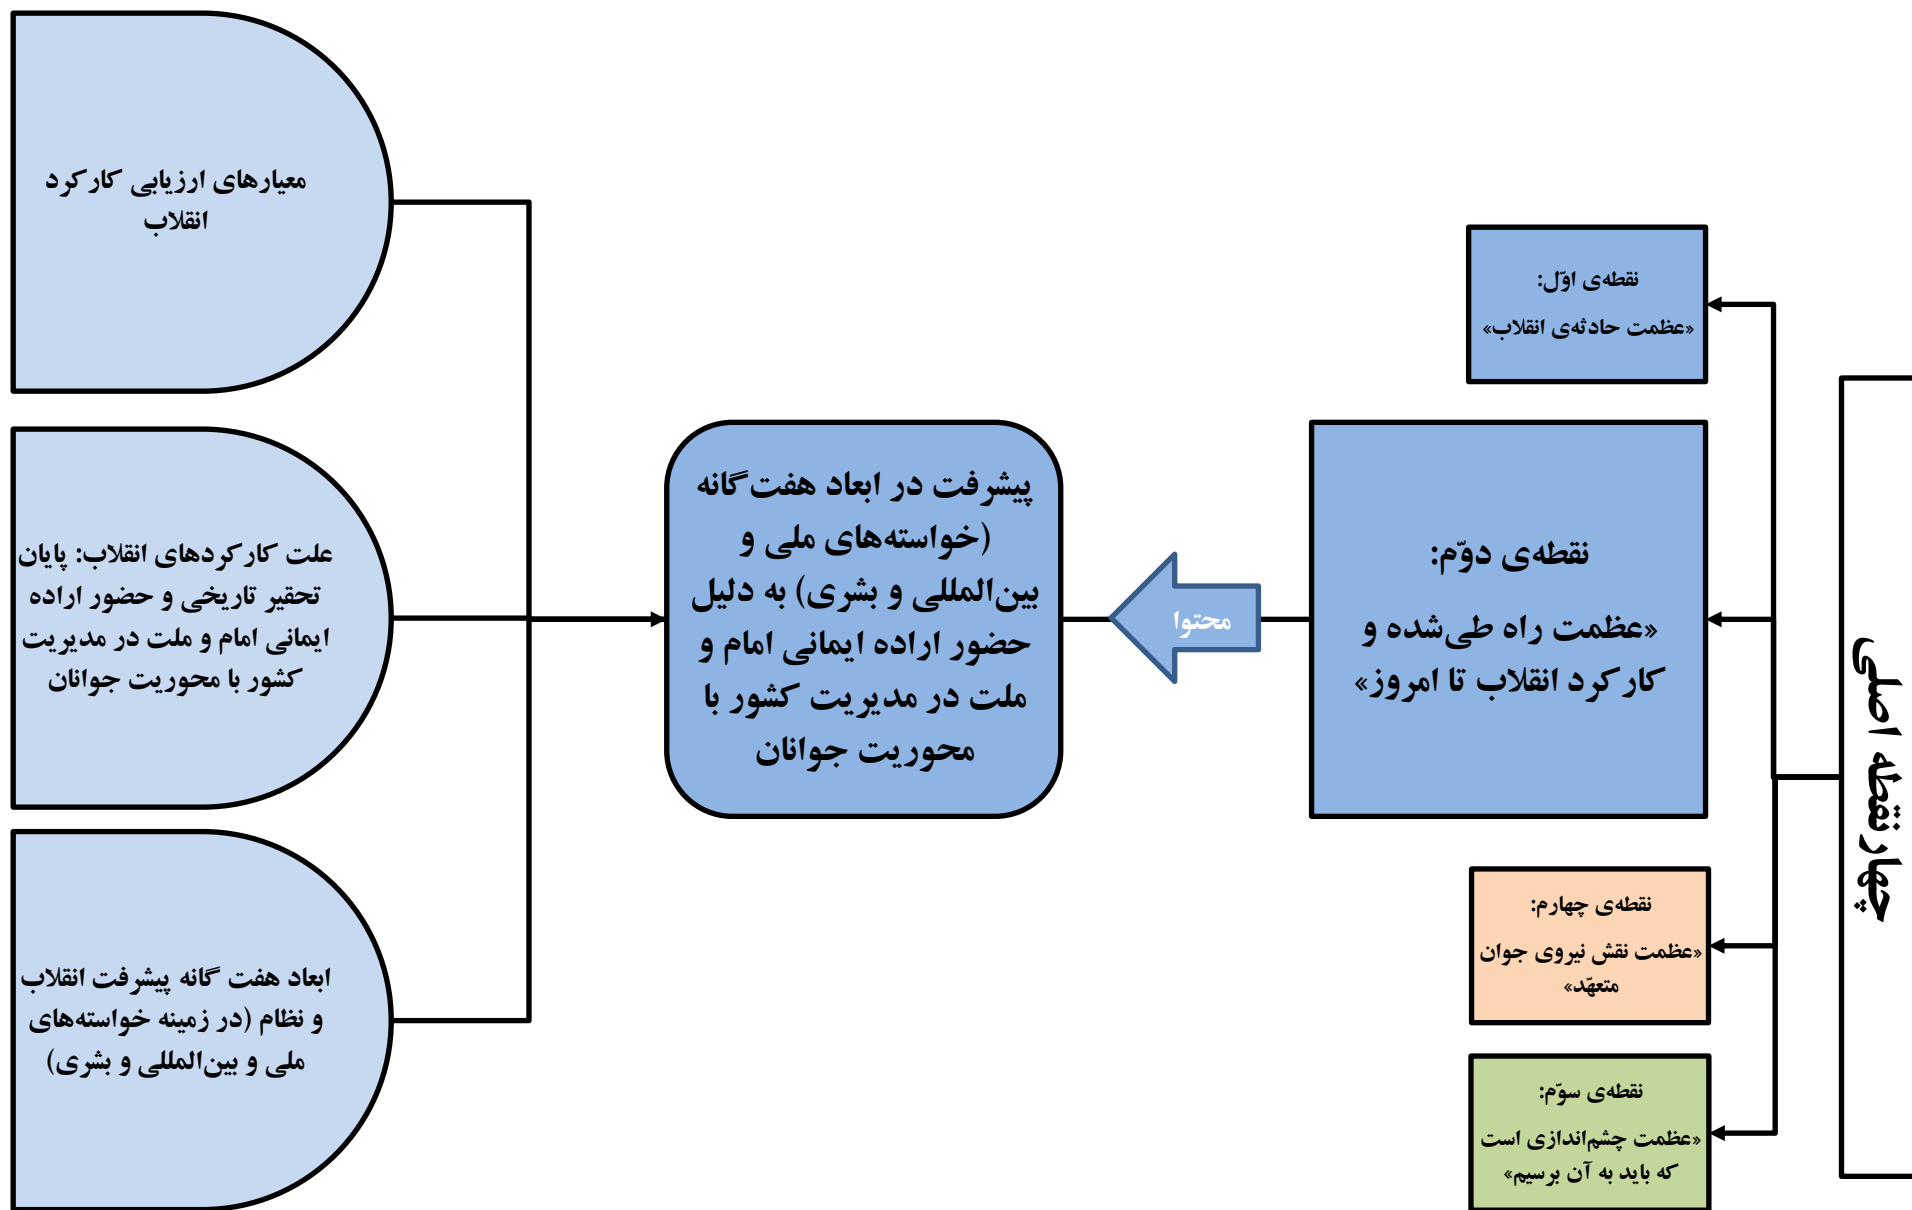 چهارنقطه اصلی
نقطه‌ی اوّل:
«عظمت حادثه‌ی انقلاب»
نقطه‌ی دوّم:
«عظمت راه طی‌شده و
کارکرد انقلاب تا امروز»
نقطه‌ی چهارم:
«عظمت نقش نیروی جوان
متعهّد»
نقطه‌ی سوّم:
«عظمت چشم‌اندازی است
که باید به آن برسیم»
محتوا
پیشرفت در ابعاد هفت‌گانه
(خواسته‌های ملی و
بین‌المللی و بشری) به دلیل
حضور اراده ایمانی امام و
ملت در مدیریت کشور با
محوریت جوانان
معیارهای ارزیابی کارکرد
انقلاب
علت کارکردهای انقلاب: پایان
تحقیر تاریخی و حضور اراده
ایمانی امام و ملت در مدیریت
کشور با محوریت جوانان
ابعاد هفت گانه پیشرفت انقلاب
و نظام (در زمینه خواسته‌های
ملی و بین‌المللی و بشری)